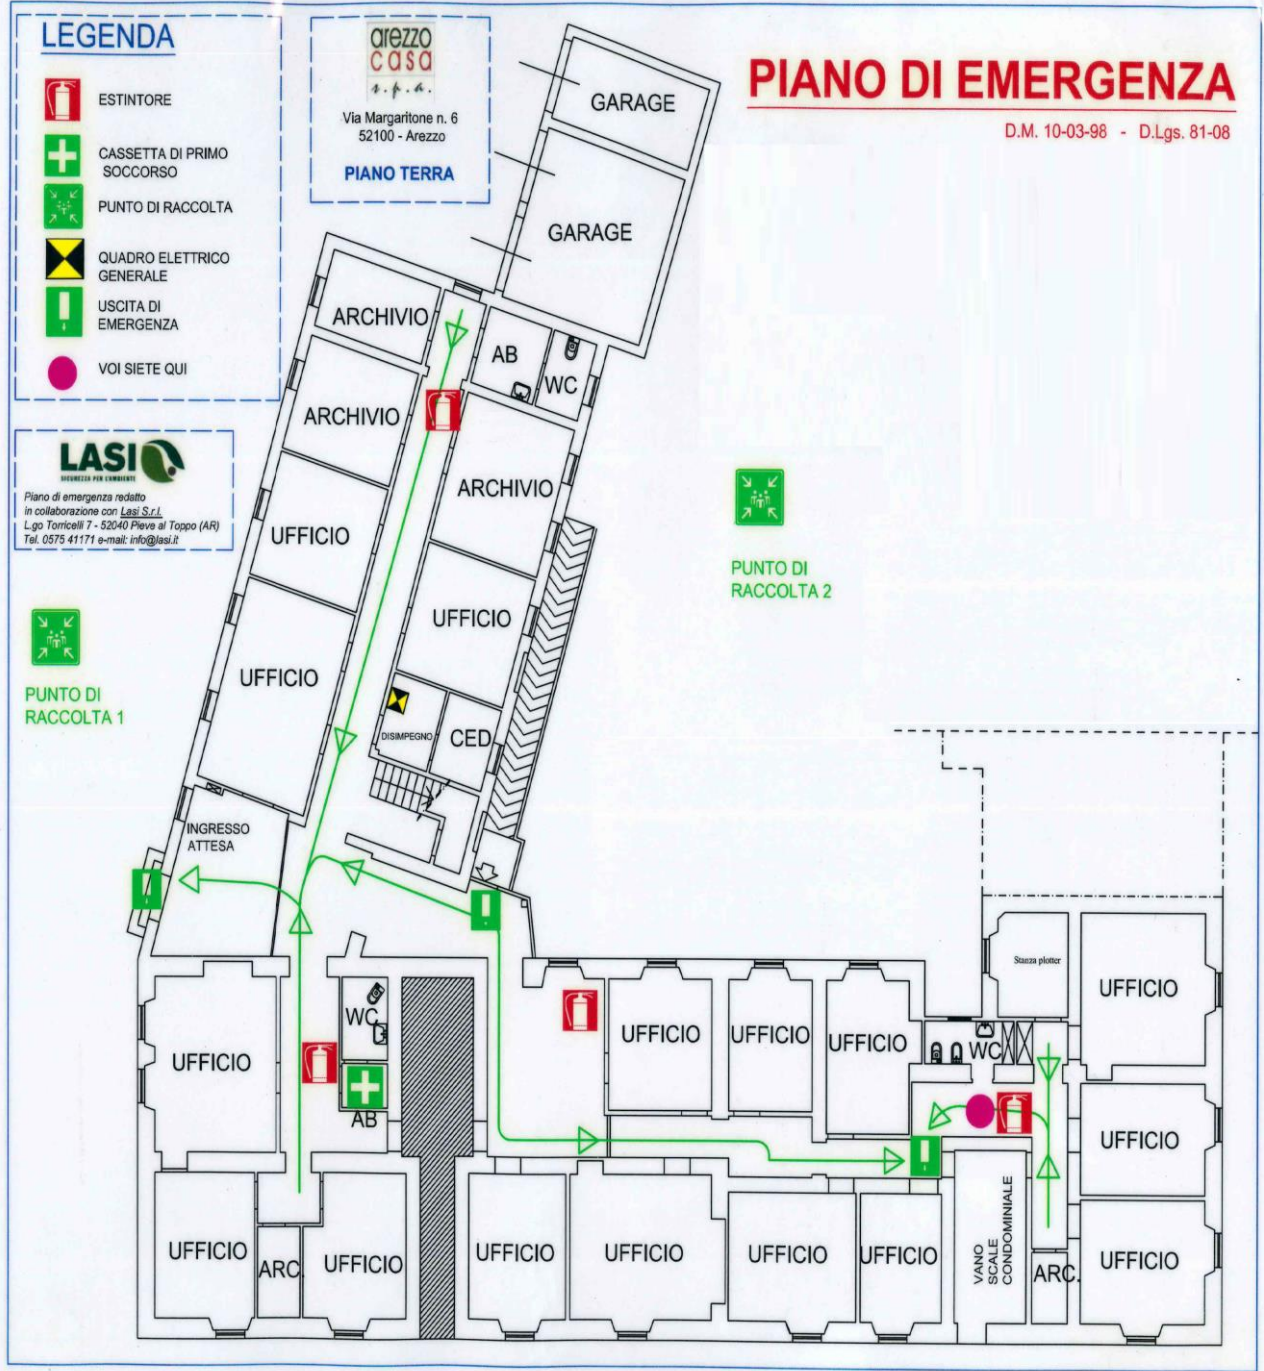 LEGENDA
ESTINTORE
CASSETTA DI PRIMO
SOCCORSO
PUNTO DI RACCOLTA
QUADRO ELETTRICO
GENERALE
USCITA DI
EMERGENZA
VOI SIETE QUI
arezzo
casa
s.p.a.
Via Margaritone n. 6
52100 - Arezzo
PIANO TERRA
PIANO DI EMERGENZA
D.M. 10-03-98 - D.Lgs. 81-08
LASI
SICUREZZA PER L'AMBIENTE
Piano di emergenza redatto
in collaborazione con Lasi S.r.l.
L.go Torricelli 7 - 52040 Pieve al Toppo (AR)
Tel. 0575 41171 e-mail: info@lasi.it
GARAGE
GARAGE
ARCHIVIO
AB
WC
ARCHIVIO
ARCHIVIO
UFFICIO
UFFICIO
UFFICIO
DISIMPEGNO
CED
PUNTO DI
RACCOLTA 1
PUNTO DI
RACCOLTA 2
INGRESSO
ATTESA
WC
UFFICIO
AB
UFFICIO
ARC.
UFFICIO
UFFICIO
UFFICIO
UFFICIO
Stanza plotter
UFFICIO
WC
UFFICIO
UFFICIO
UFFICIO
UFFICIO
UFFICIO
VANO
SCALE
CONDOMINIALE
ARC.
UFFICIO